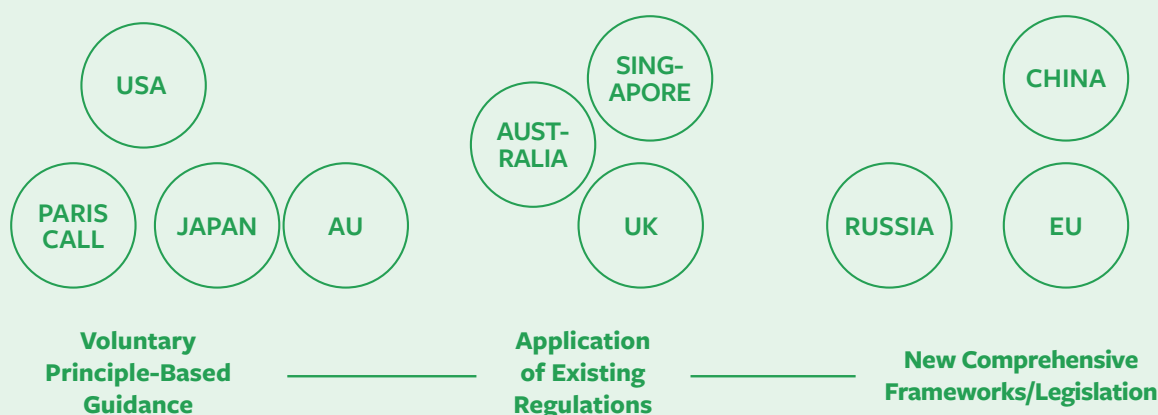 USA
SING-
APORE
CHINA
AUST-
RALIA
PARIS
CALL
JAPAN
AU
UK
RUSSIA
EU
Voluntary
Principle-Based
Guidance
Application
of Existing
Regulations
New Comprehensive
Frameworks/Legislation